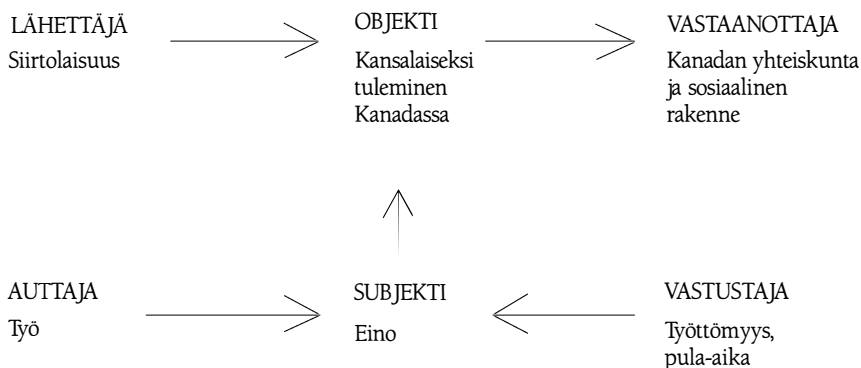 LÄHETTÄJÄ
Siirtolaisuus
OBJEKTI
Kansalaiseksi
tuleminen
Kanadassa
VASTAANOTTAJA
Kanadan yhteiskunta
ja sosiaalinen
rakenne
AUTTAJA
Työ
SUBJEKTI
Eino
VASTUSTAJA
Työttömyys,
pula-aika